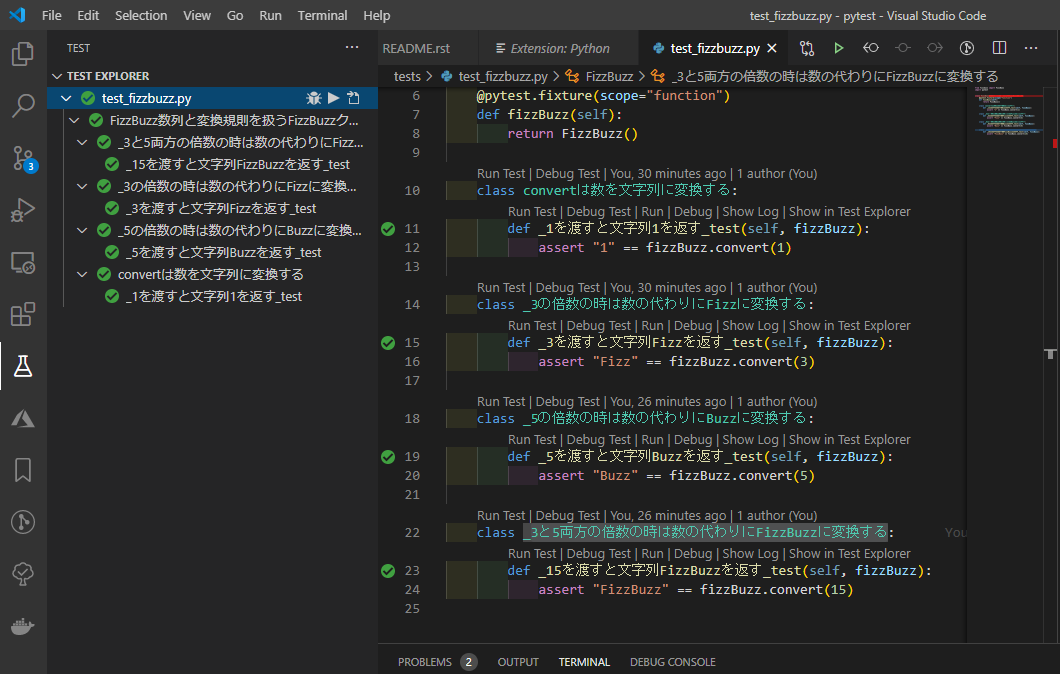 File Edit Selection View Go Run Terminal Help test_fizzbuzz.py - pytest - Visual Studio Code
TEST ···
TEST EXPLORER
test_fizzbuzz.py
FizzBuzz数列と変換規則を扱うFizzBuzzク...
_3と5両方の倍数の時は数の代わりにFizz...
_15を渡すと文字列FizzBuzzを返す_test
_3の倍数の時は数の代わりにFizzに変換...
_3を渡すと文字列Fizzを返す_test
_5の倍数の時は数の代わりにBuzzに変換...
_5を渡すと文字列Buzzを返す_test
convertは数を文字列に変換する
_1を渡すと文字列1を返す_test
3
README.rst Extension: Python test_fizzbuzz.py
tests > test_fizzbuzz.py > FizzBuzz > _3と5両方の倍数の時は数の代わりにFizzBuzzに変換する
6 @pytest.fixture(scope="function")
7 def fizzBuzz(self):
8 return FizzBuzz()
9
Run Test | Debug Test | You, 30 minutes ago | 1 author (You)
10 class convertは数を文字列に変換する:
Run Test | Debug Test | Run | Debug | Show Log | Show in Test Explorer
11 def _1を渡すと文字列1を返す_test(self, fizzBuzz):
12 assert "1" == fizzBuzz.convert(1)
13
Run Test | Debug Test | You, 30 minutes ago | 1 author (You)
14 class _3の倍数の時は数の代わりにFizzに変換する:
Run Test | Debug Test | Run | Debug | Show Log | Show in Test Explorer
15 def _3を渡すと文字列Fizzを返す_test(self, fizzBuzz):
16 assert "Fizz" == fizzBuzz.convert(3)
17
Run Test | Debug Test | You, 26 minutes ago | 1 author (You)
18 class _5の倍数の時は数の代わりにBuzzに変換する:
Run Test | Debug Test | Run | Debug | Show Log | Show in Test Explorer
19 def _5を渡すと文字列Buzzを返す_test(self, fizzBuzz):
20 assert "Buzz" == fizzBuzz.convert(5)
21
Run Test | Debug Test | You, 26 minutes ago | 1 author (You)
22 class _3と5両方の倍数の時は数の代わりにFizzBuzzに変換する: You
Run Test | Debug Test | Run | Debug | Show Log | Show in Test Explorer
23 def _15を渡すと文字列FizzBuzzを返す_test(self, fizzBuzz):
24 assert "FizzBuzz" == fizzBuzz.convert(15)
25
PROBLEMS 2 OUTPUT TERMINAL DEBUG CONSOLE